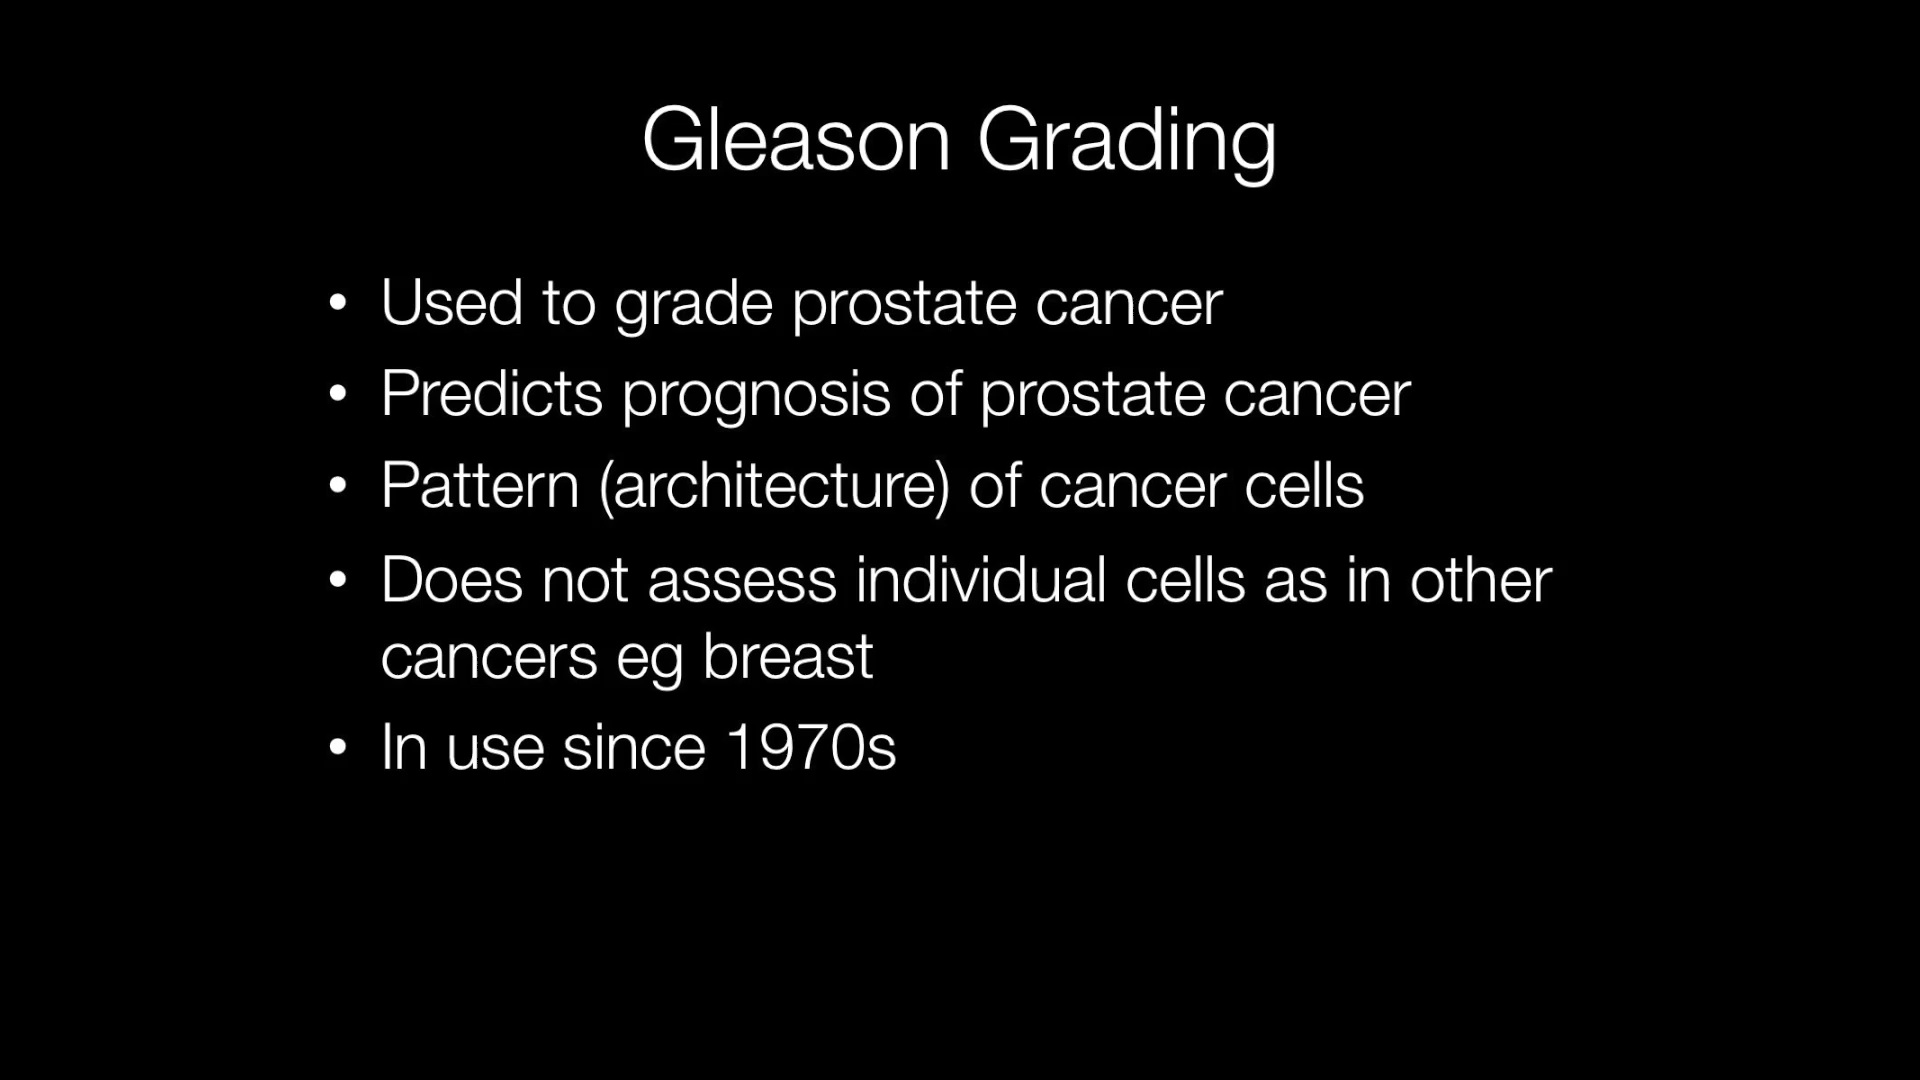 Gleason Grading
• Used to grade prostate cancer
• Predicts prognosis of prostate cancer
• Pattern (architecture) of cancer cells
• Does not assess individual cells as in other
cancers eg breast
• In use since 1970s